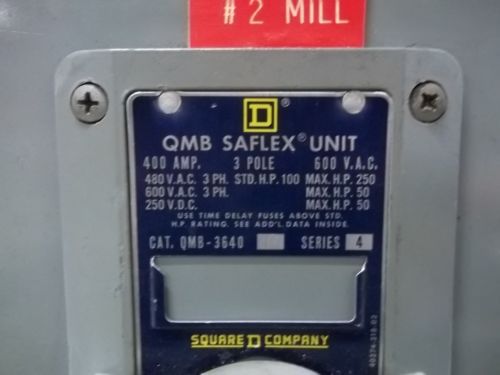 #2 MILL
D ®
QMB SAFLEX® UNIT
400 AMP. 3 POLE 600 V.A.C.
480 V.A.C. 3 PH. STD. H.P. 100 MAX. H.P. 250
600 V.A.C. 3 PH. MAX. H.P. 50
250 V.D.C. MAX. H.P. 50
USE TIME DELAY FUSES ABOVE STD.
H.P. RATING. SEE ADD'L. DATA INSIDE.
CAT. QMB-3640 SERIES 4
SQUARE D COMPANY